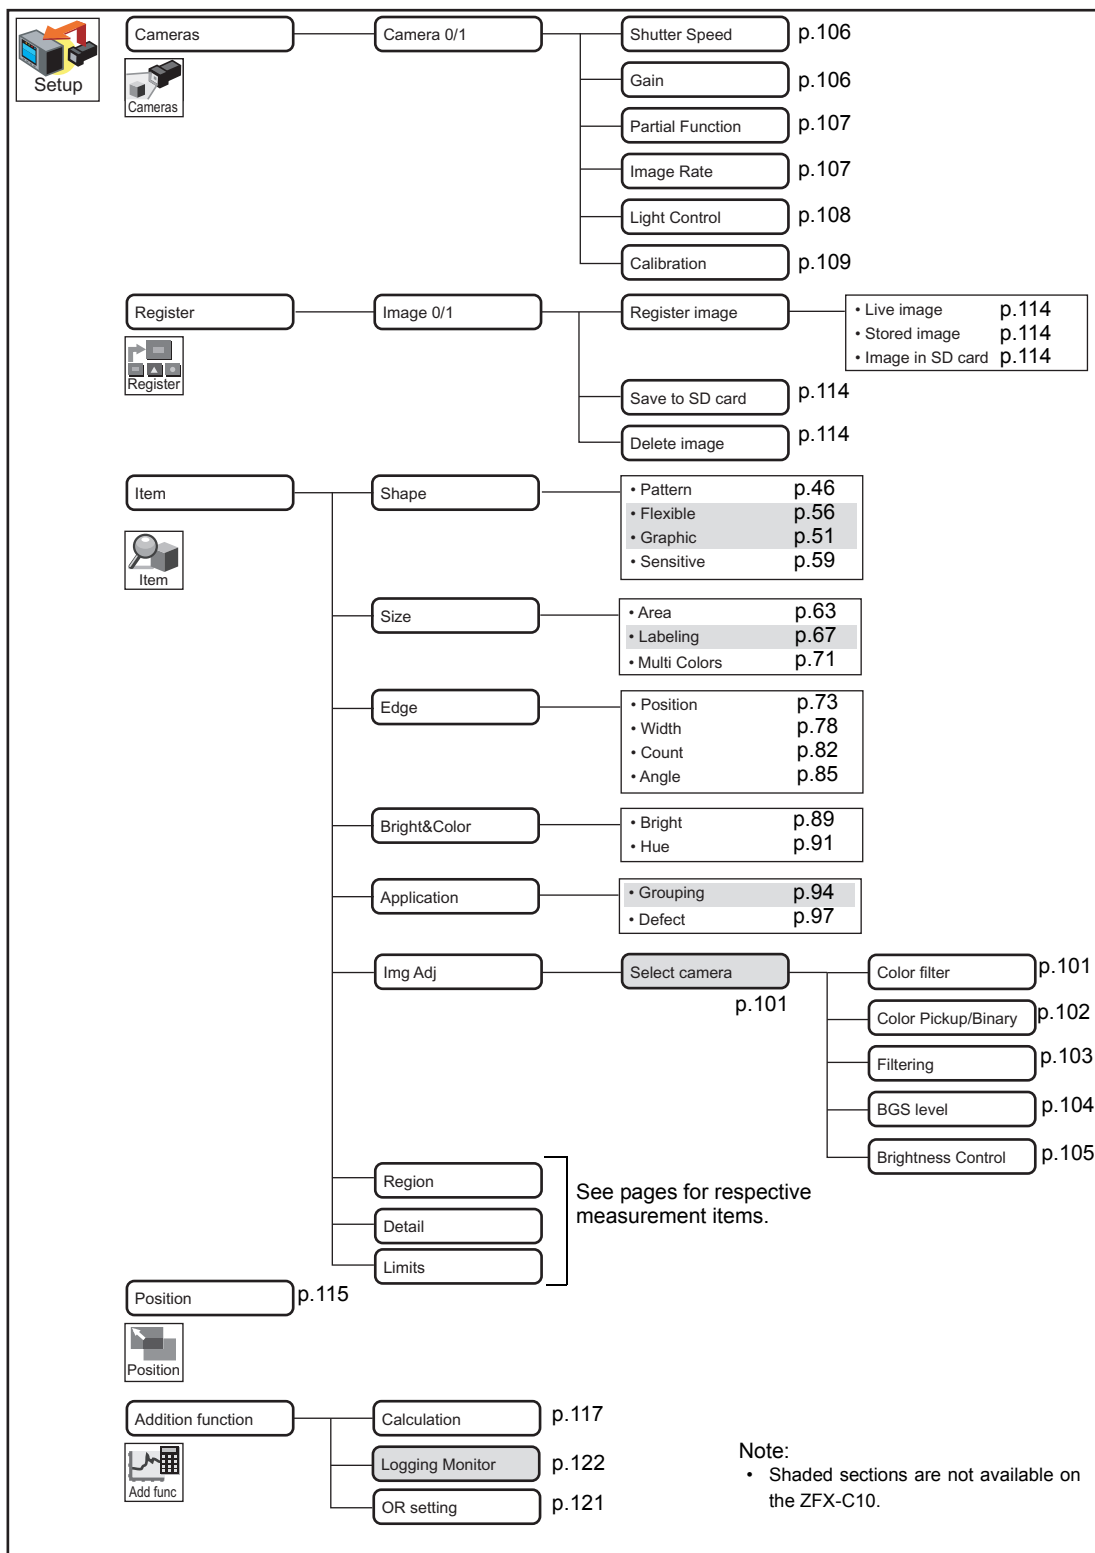 Setup
Cameras
Cameras
Camera 0/1
Shutter Speed p.106
Gain p.106
Partial Function p.107
Image Rate p.107
Light Control p.108
Calibration p.109
Register
Register
Image 0/1
Register image
• Live image p.114
• Stored image p.114
• Image in SD card p.114
Save to SD card p.114
Delete image p.114
Item
Item
Shape
• Pattern p.46
• Flexible p.56
• Graphic p.51
• Sensitive p.59
Size
• Area p.63
• Labeling p.67
• Multi Colors p.71
Edge
• Position p.73
• Width p.78
• Count p.82
• Angle p.85
Bright&Color
• Bright p.89
• Hue p.91
Application
• Grouping p.94
• Defect p.97
Img Adj
Select camera
p.101
Color filter p.101
Color Pickup/Binary p.102
Filtering p.103
BGS level p.104
Brightness Control p.105
Region
Detail
Limits
See pages for respective
measurement items.
Position p.115
Position
Addition function
Add func
Calculation p.117
Logging Monitor p.122
OR setting p.121
Note:
• Shaded sections are not available on
the ZFX-C10.